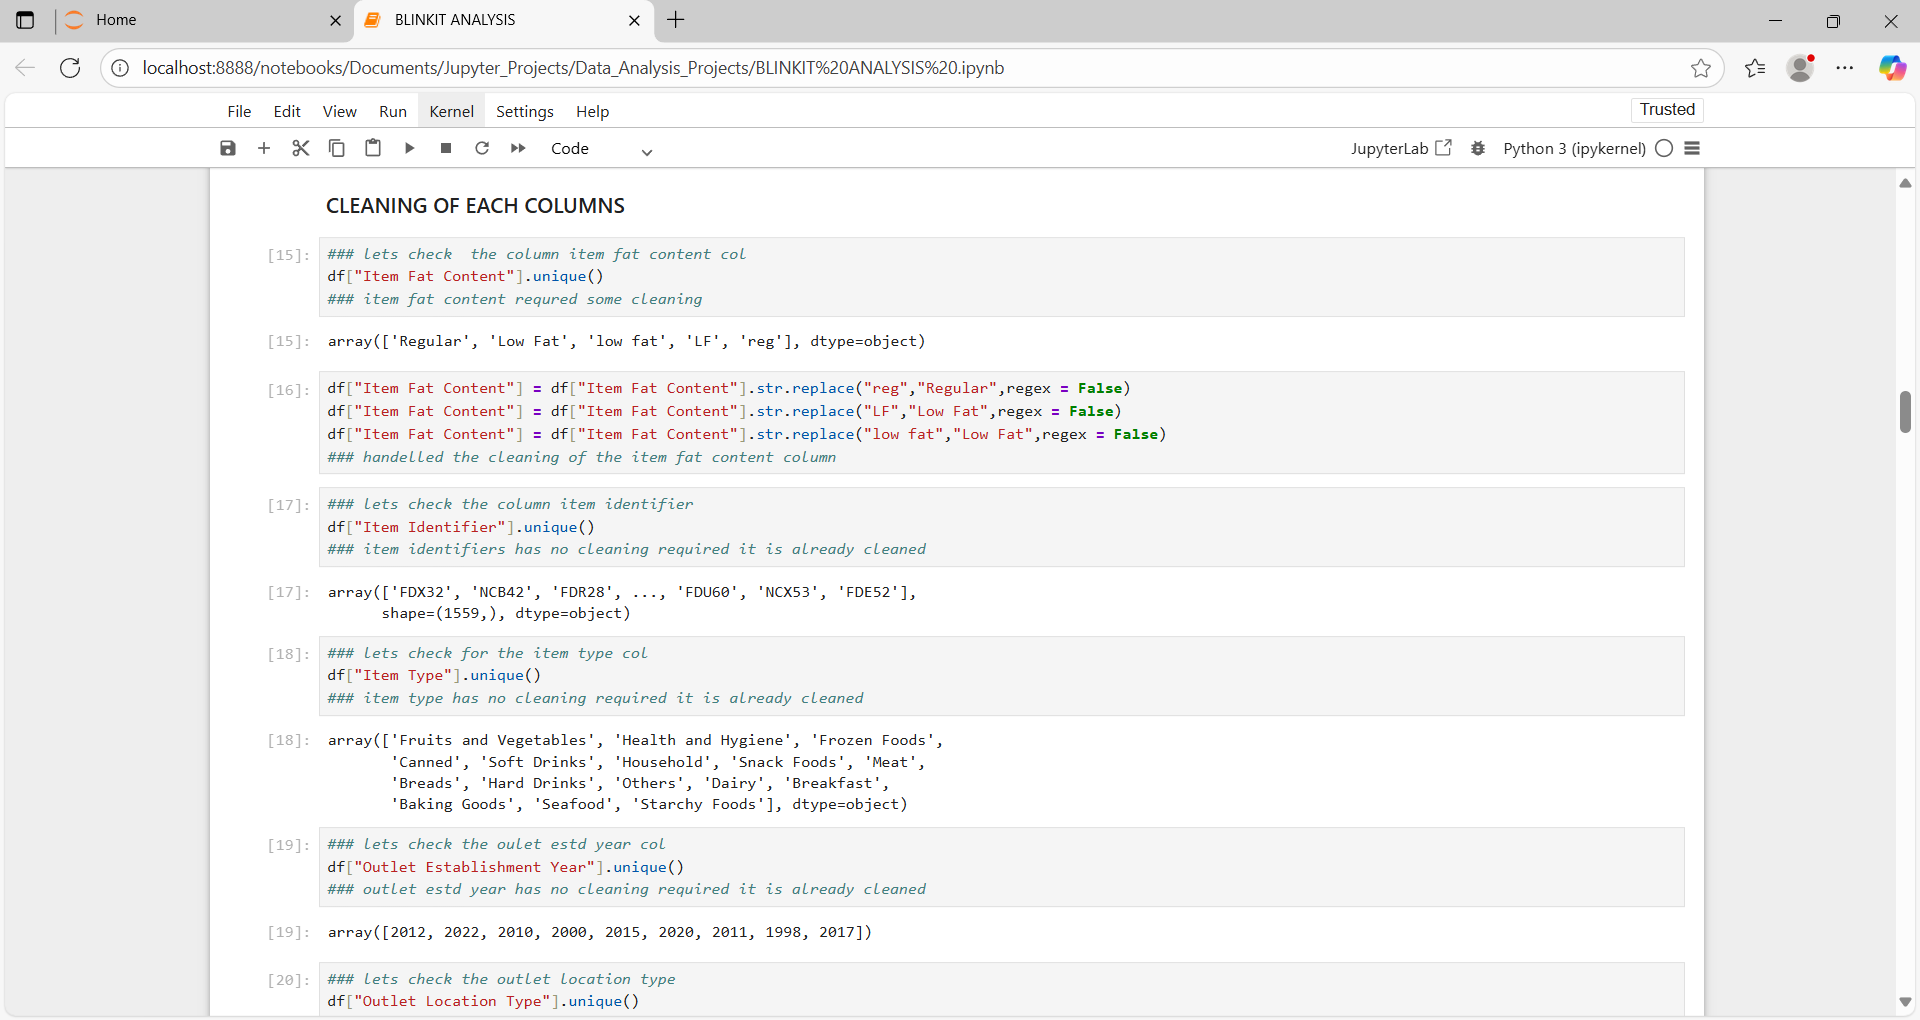 Home
BLINKIT ANALYSIS
localhost:8888/notebooks/Documents/Jupyter_Projects/Data_Analysis_Projects/BLINKIT%20ANALYSIS%20.ipynb
File Edit View Run Kernel Settings Help
Trusted
Code
JupyterLab
Python 3 (ipykernel)
CLEANING OF EACH COLUMNS
[15]: ### lets check  the column item fat content col
df["Item Fat Content"].unique()
### item fat content requred some cleaning
[15]: array(['Regular', 'Low Fat', 'low fat', 'LF', 'reg'], dtype=object)
[16]: df["Item Fat Content"] = df["Item Fat Content"].str.replace("reg","Regular",regex = False)
df["Item Fat Content"] = df["Item Fat Content"].str.replace("LF","Low Fat",regex = False)
df["Item Fat Content"] = df["Item Fat Content"].str.replace("low fat","Low Fat",regex = False)
### handelled the cleaning of the item fat content column
[17]: ### lets check the column item identifier
df["Item Identifier"].unique()
### item identifiers has no cleaning required it is already cleaned
[17]: array(['FDX32', 'NCB42', 'FDR28', ..., 'FDU60', 'NCX53', 'FDE52'],
shape=(1559,), dtype=object)
[18]: ### lets check for the item type col
df["Item Type"].unique()
### item type has no cleaning required it is already cleaned
[18]: array(['Fruits and Vegetables', 'Health and Hygiene', 'Frozen Foods',
'Canned', 'Soft Drinks', 'Household', 'Snack Foods', 'Meat',
'Breads', 'Hard Drinks', 'Others', 'Dairy', 'Breakfast',
'Baking Goods', 'Seafood', 'Starchy Foods'], dtype=object)
[19]: ### lets check the oulet estd year col
df["Outlet Establishment Year"].unique()
### outlet estd year has no cleaning required it is already cleaned
[19]: array([2012, 2022, 2010, 2000, 2015, 2020, 2011, 1998, 2017])
[20]: ### lets check the outlet location type
df["Outlet Location Type"].unique()